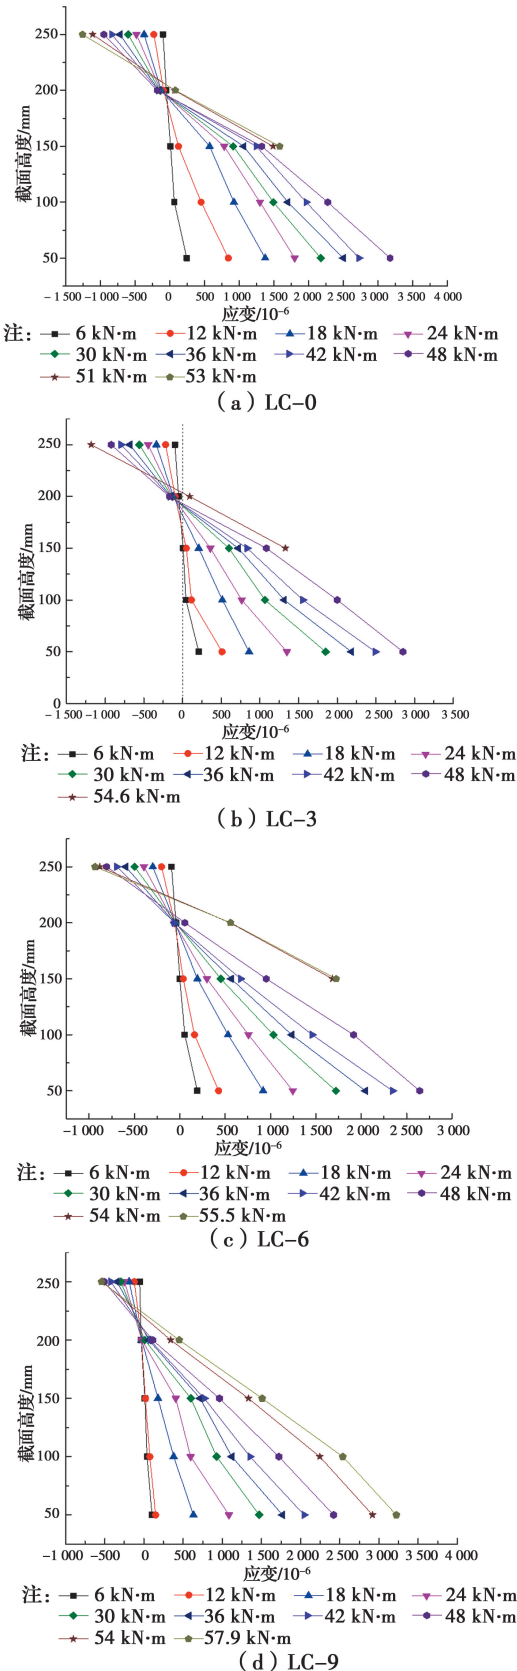 250
200
150
100
50
截面高度/mm
-1 500 -1 000 -500 0 500 1 000 1 500 2 000 2 500 3 000 3 500 4 000
应变/10-6
注: 6 kN·m 12 kN·m 18 kN·m 24 kN·m
30 kN·m 36 kN·m 42 kN·m 48 kN·m
51 kN·m 53 kN·m
(a) LC-0
250
200
150
100
50
0
截面高度/mm
-1 500 -1 000 -500 0 500 1 000 1 500 2 000 2 500 3 000 3 500
应变/10-6
注: 6 kN·m 12 kN·m 18 kN·m 24 kN·m
30 kN·m 36 kN·m 42 kN·m 48 kN·m
54.6 kN·m
(b) LC-3
250
200
150
100
50
截面高度/mm
-1 000 -500 0 500 1 000 1 500 2 000 2 500 3 000
应变/10-6
注: 6 kN·m 12 kN·m 18 kN·m 24 kN·m
30 kN·m 36 kN·m 42 kN·m 48 kN·m
54 kN·m 55.5 kN·m
(c) LC-6
250
200
150
100
50
截面高度/mm
-1 000 -500 0 500 1 000 1 500 2 000 2 500 3 000 3 500 4 000
应变/10-6
注: 6 kN·m 12 kN·m 18 kN·m 24 kN·m
30 kN·m 36 kN·m 42 kN·m 48 kN·m
54 kN·m 57.9 kN·m
(d) LC-9